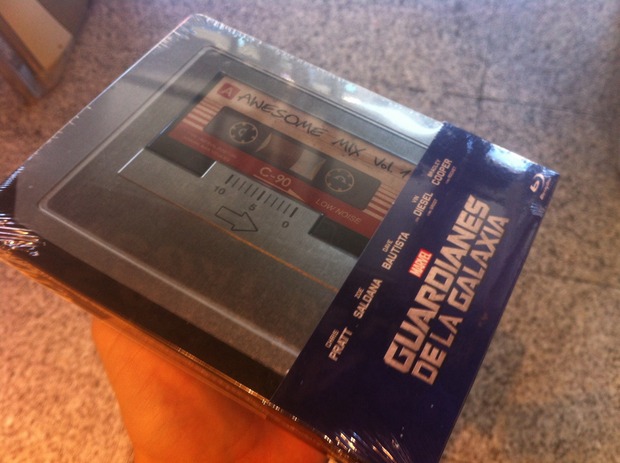 A AWESOME MIX Vol. 1
C-90
LOW NOISE
10 5 0
CHRIS
PRATT
ZOE
SALDANA
DAVE
BAUTISTA
VIN
DIESEL
BRADLEY
COOPER
MARVEL
GUARDIANES
DE LA GALAXIA